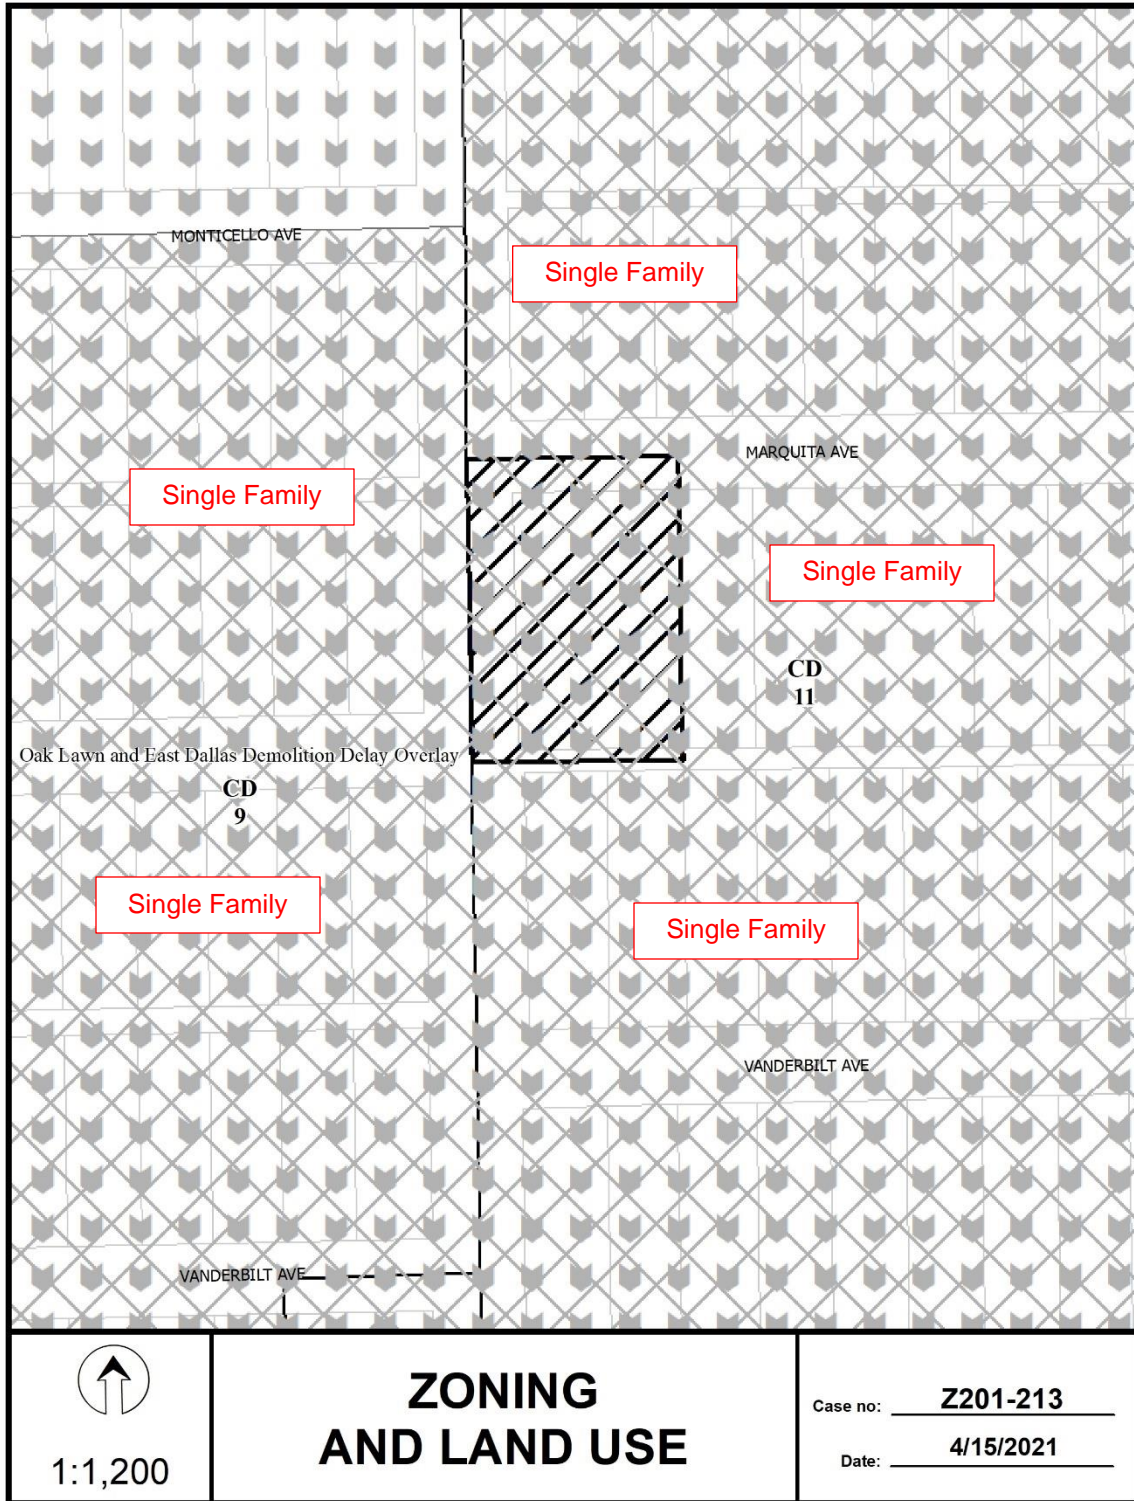 MONTICELLO AVE
Single Family
MARQUITA AVE
Single Family
Single Family
CD
11
Oak Lawn and East Dallas Demolition Delay Overlay
CD
9
Single Family
Single Family
VANDERBILT AVE
VANDERBILT AVE
1:1,200
ZONING
AND LAND USE
Case no: Z201-213
Date: 4/15/2021